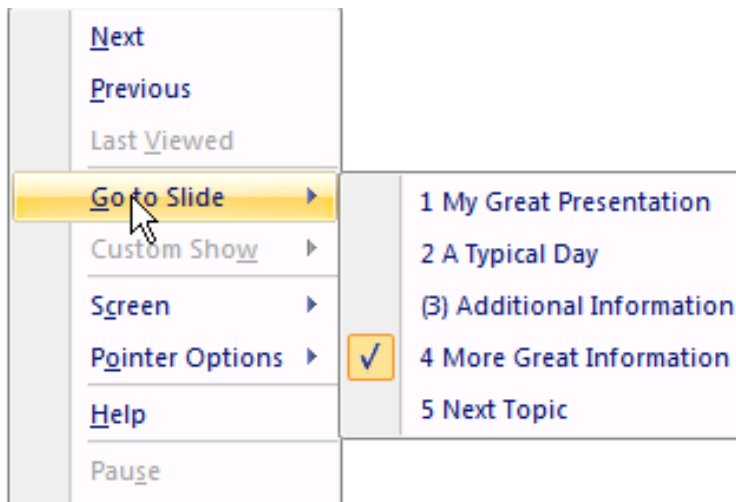 Next
Previous
Last Viewed
Go to Slide
Custom Show
Screen
Pointer Options
Help
Pause
1 My Great Presentation
2 A Typical Day
(3) Additional Information
4 More Great Information
5 Next Topic